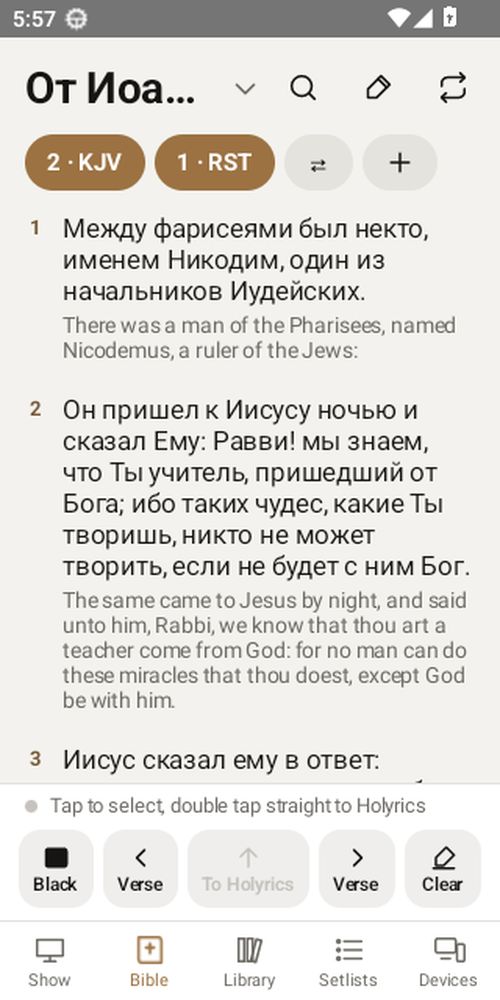 5:57
От Иоа...
2 · KJV
1 · RST
1 Между фарисеями был некто,
именем Никодим, один из
начальников Иудейских.
There was a man of the Pharisees, named
Nicodemus, a ruler of the Jews:
2 Он пришел к Иисусу ночью и
сказал Ему: Равви! мы знаем,
что Ты учитель, пришедший от
Бога; ибо таких чудес, какие Ты
творишь, никто не может
творить, если не будет с ним Бог.
The same came to Jesus by night, and said
unto him, Rabbi, we know that thou art a
teacher come from God: for no man can do
these miracles that thou doest, except God
be with him.
3 Иисус сказал ему в ответ:
Tap to select, double tap straight to Holyrics
Black
Verse
To Holyrics
Verse
Clear
Show
Bible
Library
Setlists
Devices